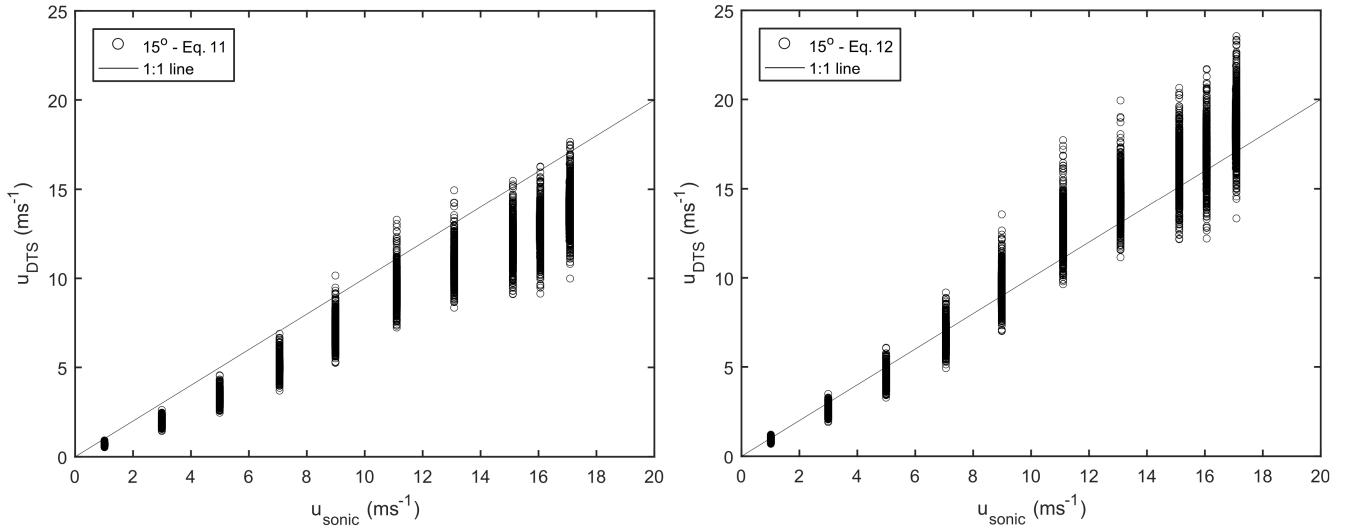 25
20
15
10
5
0
0 2 4 6 8 10 12 14 16 18 20
u_DTS (ms^-1)
u_sonic (ms^-1)
15° - Eq. 11
1:1 line
25
20
15
10
5
0
0 2 4 6 8 10 12 14 16 18 20
u_DTS (ms^-1)
u_sonic (ms^-1)
15° - Eq. 12
1:1 line